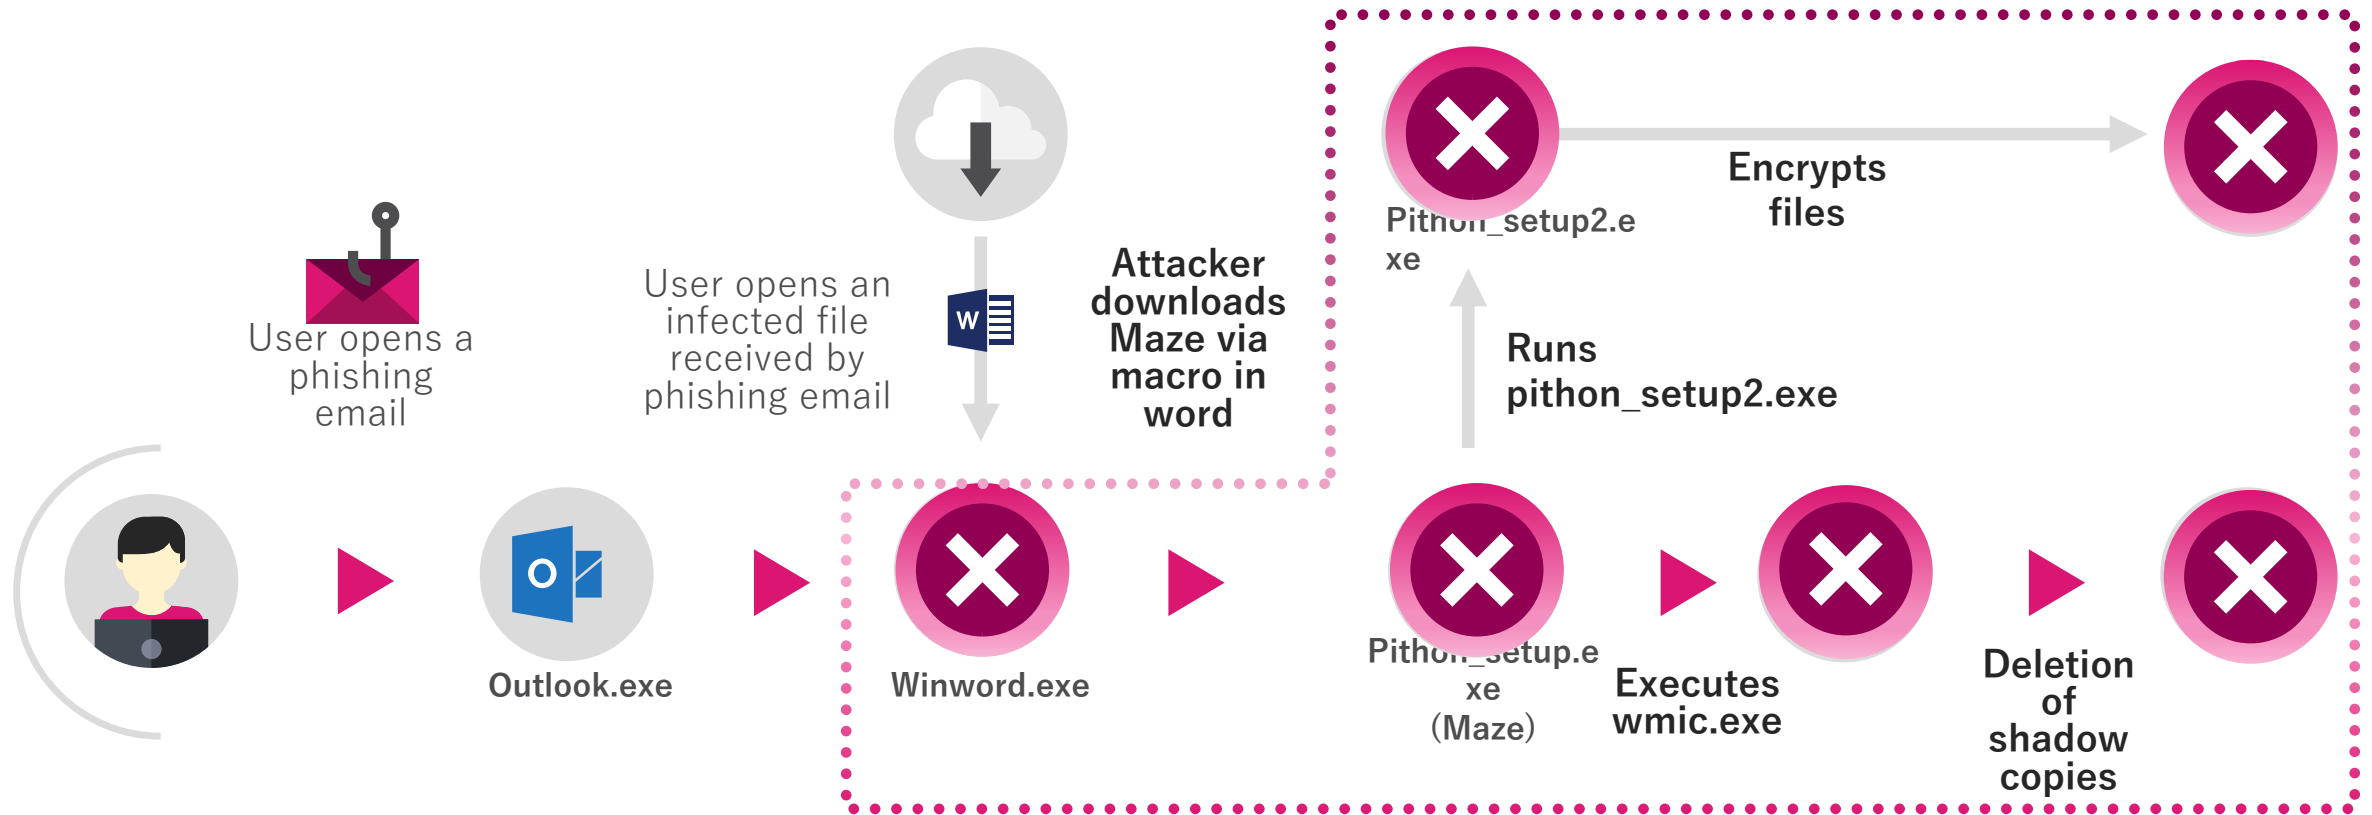 User opens a
phishing
email
User opens an
infected file
received by
phishing email
W
Attacker
downloads
Maze via
macro in
word
Pithon_setup2.e
xe
Encrypts
files
Runs
pithon_setup2.exe
O
Outlook.exe
Winword.exe
Pithon_setup.e
xe
(Maze)
Executes
wmic.exe
Deletion
of
shadow
copies